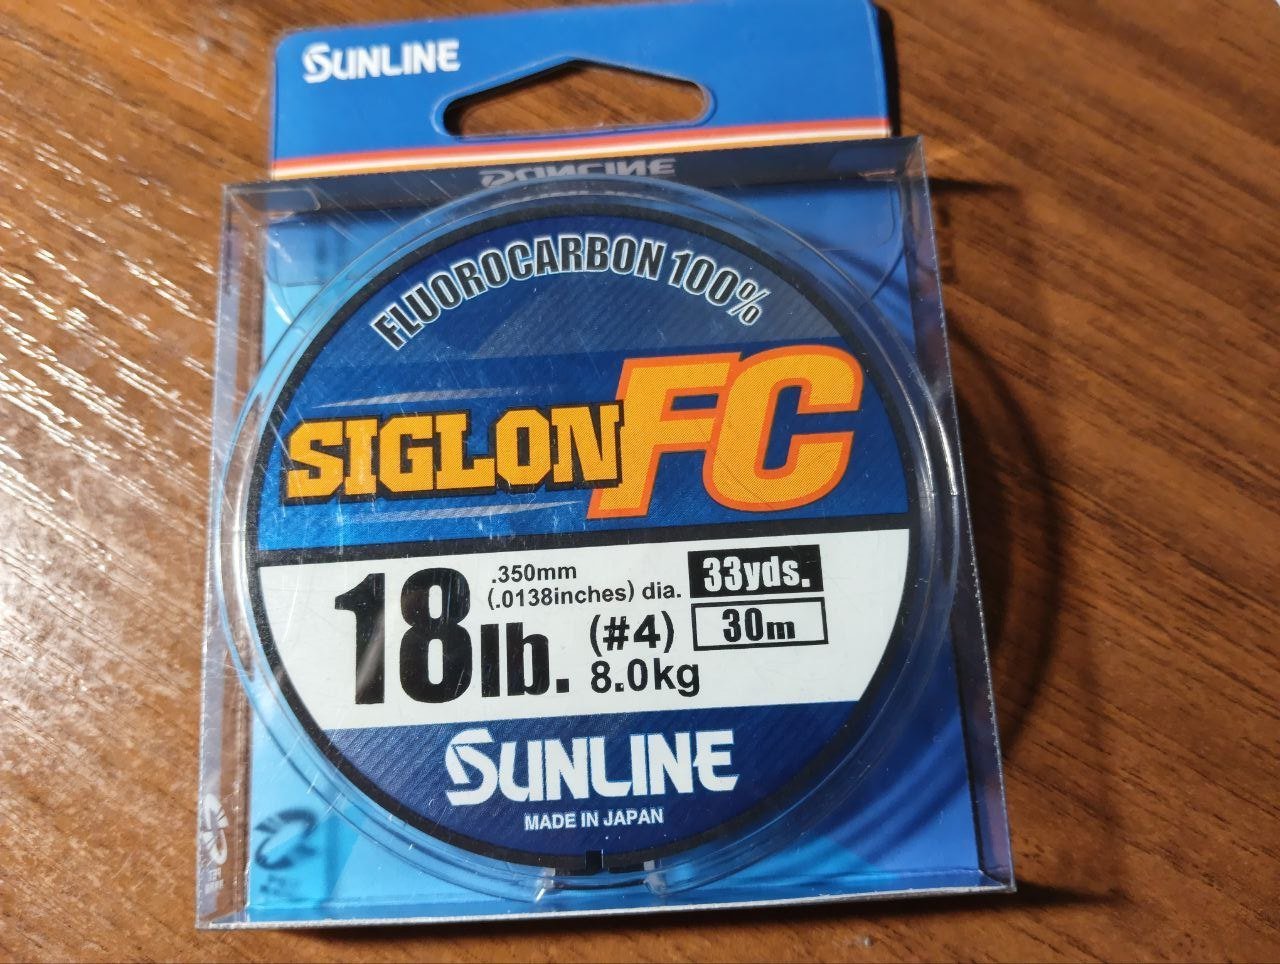 SUNLINE
SUNLINE
FLUOROCARBON 100%
SIGLON FC
18lb.
.350mm
(.0138inches) dia.
(#4)
8.0kg
33yds.
30m
SUNLINE
MADE IN JAPAN